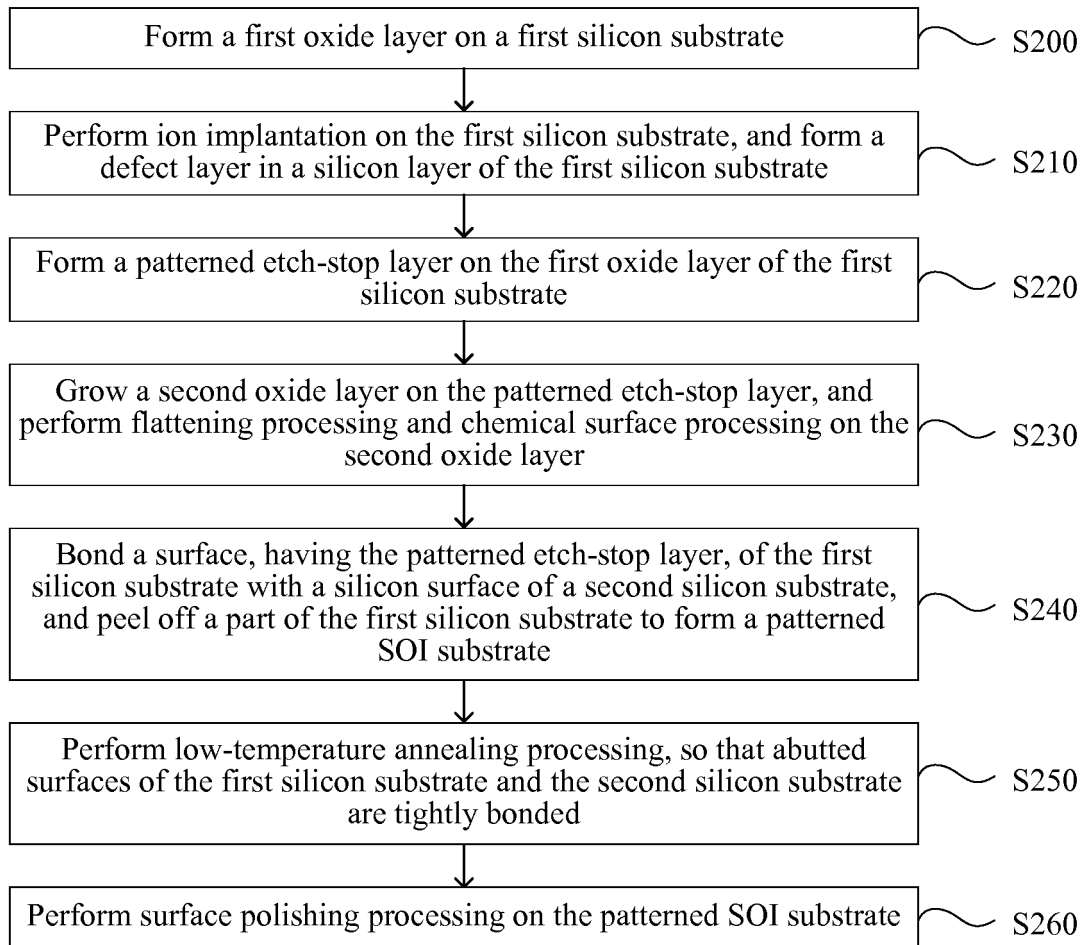 Form a first oxide layer on a first silicon substrate
S200
Perform ion implantation on the first silicon substrate, and form a
defect layer in a silicon layer of the first silicon substrate
S210
Form a patterned etch-stop layer on the first oxide layer of the first
silicon substrate
S220
Grow a second oxide layer on the patterned etch-stop layer, and
perform flattening processing and chemical surface processing on the
second oxide layer
S230
Bond a surface, having the patterned etch-stop layer, of the first
silicon substrate with a silicon surface of a second silicon substrate,
and peel off a part of the first silicon substrate to form a patterned
SOI substrate
S240
Perform low-temperature annealing processing, so that abutted
surfaces of the first silicon substrate and the second silicon substrate
are tightly bonded
S250
Perform surface polishing processing on the patterned SOI substrate
S260